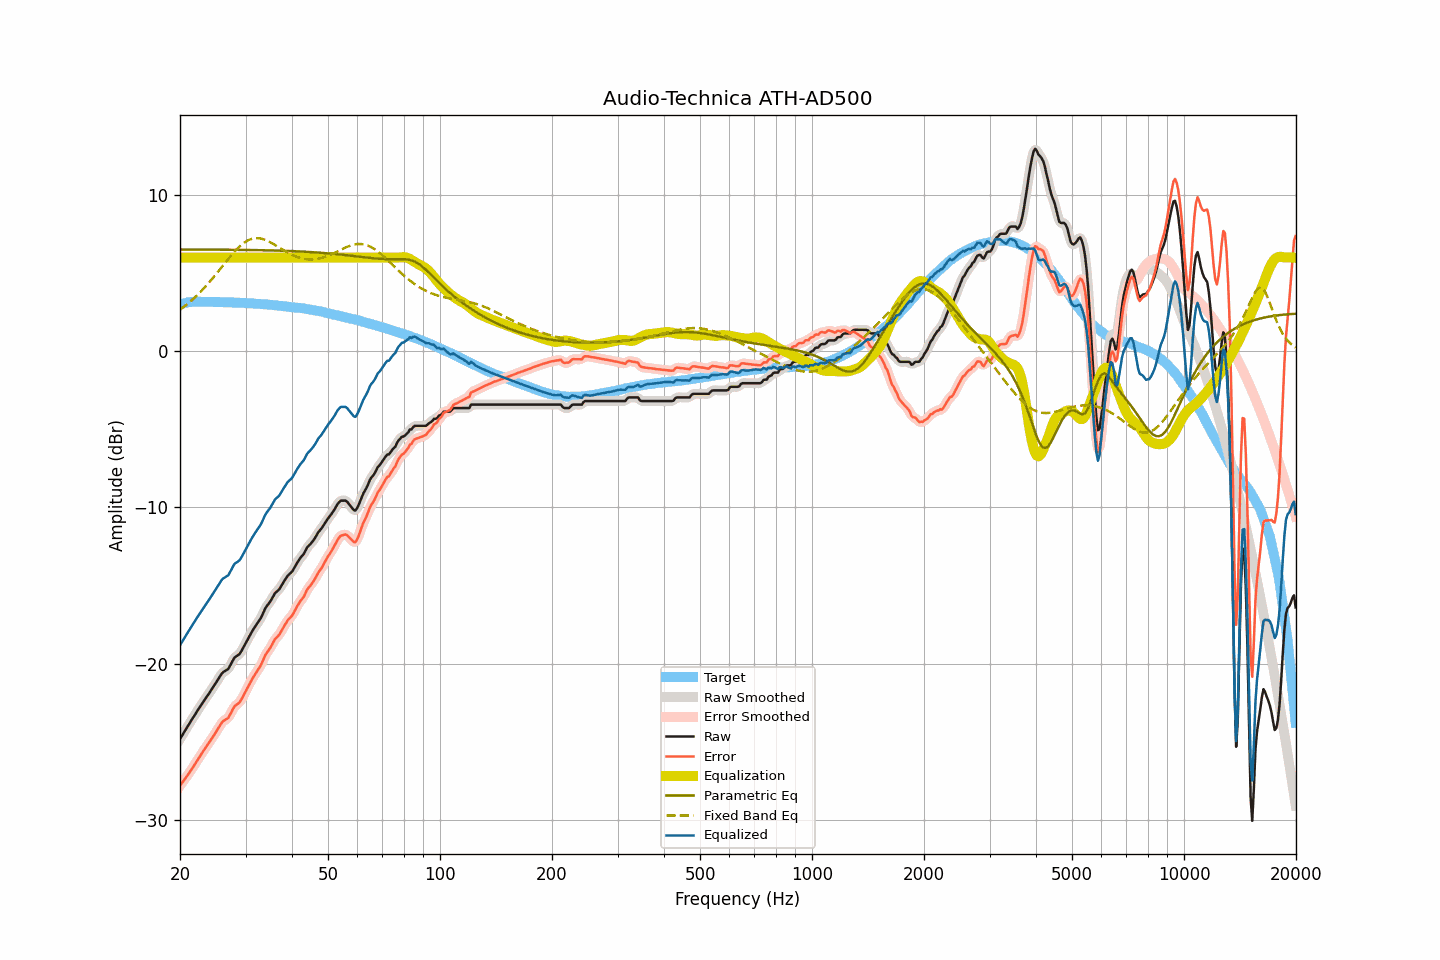 Audio-Technica ATH-AD500
Amplitude (dBr)
10
0
−10
−20
−30
Target
Raw Smoothed
Error Smoothed
Raw
Error
Equalization
Parametric Eq
Fixed Band Eq
Equalized
20 50 100 200 500 1000 2000 5000 10000 20000
Frequency (Hz)